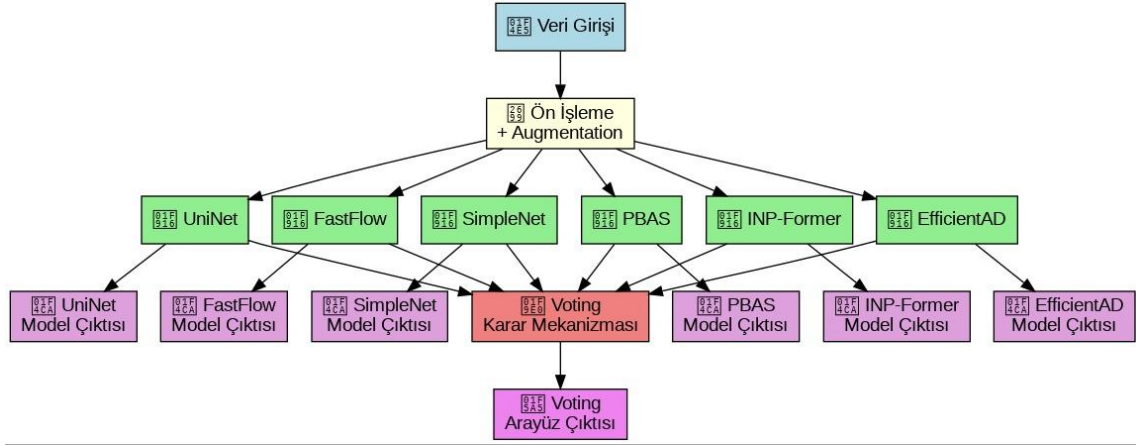 Veri Girişi
Ön İşleme
+ Augmentation
UniNet
FastFlow
SimpleNet
PBAS
INP-Former
EfficientAD
UniNet
Model Çıktısı
FastFlow
Model Çıktısı
SimpleNet
Model Çıktısı
Voting
Karar Mekanizması
PBAS
Model Çıktısı
INP-Former
Model Çıktısı
EfficientAD
Model Çıktısı
Voting
Arayüz Çıktısı